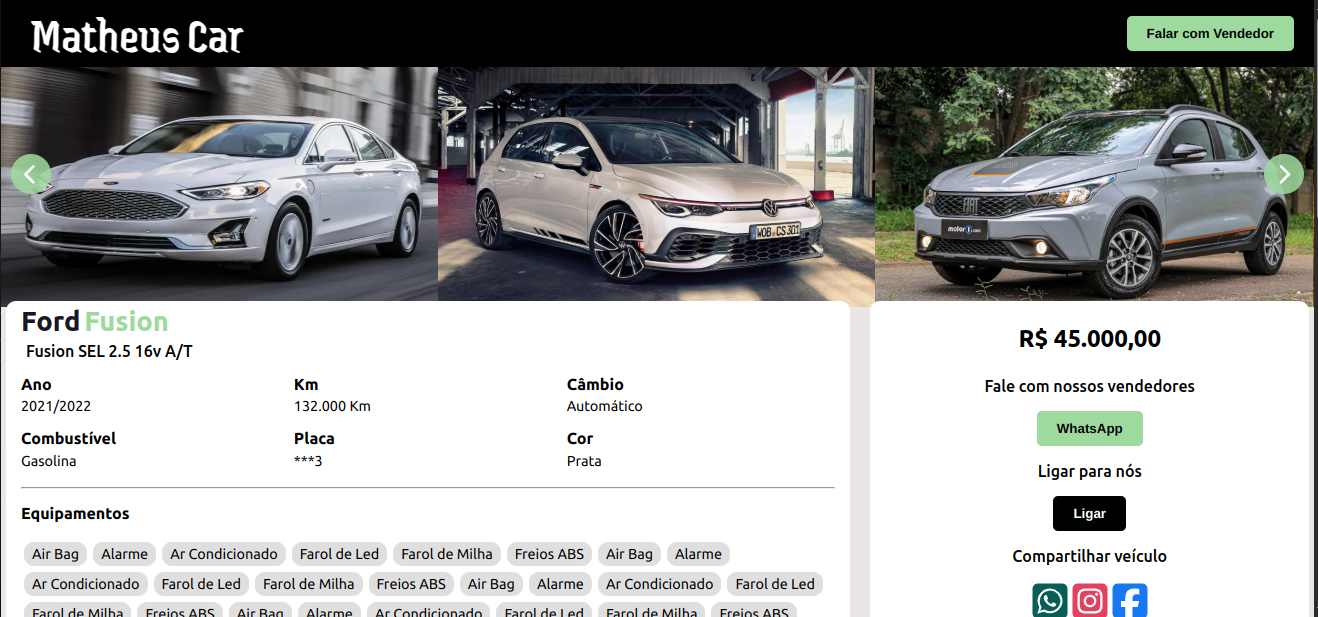 Matheus Car
Falar com Vendedor
WOB CS 301
FIAT
motor1.com
Ford Fusion
Fusion SEL 2.5 16v A/T
Ano
Km
Câmbio
2021/2022
132.000 Km
Automático
Combustível
Placa
Cor
Gasolina
***3
Prata
Equipamentos
Air Bag Alarme Ar Condicionado Farol de Led Farol de Milha Freios ABS Air Bag Alarme
Ar Condicionado Farol de Led Farol de Milha Freios ABS Air Bag Alarme Ar Condicionado Farol de Led
Farol de Milha Freios ABS Air Bag Alarme Ar Condicionado Farol de Led Farol de Milha Freios ABS
R$ 45.000,00
Fale com nossos vendedores
WhatsApp
Ligar para nós
Ligar
Compartilhar veículo